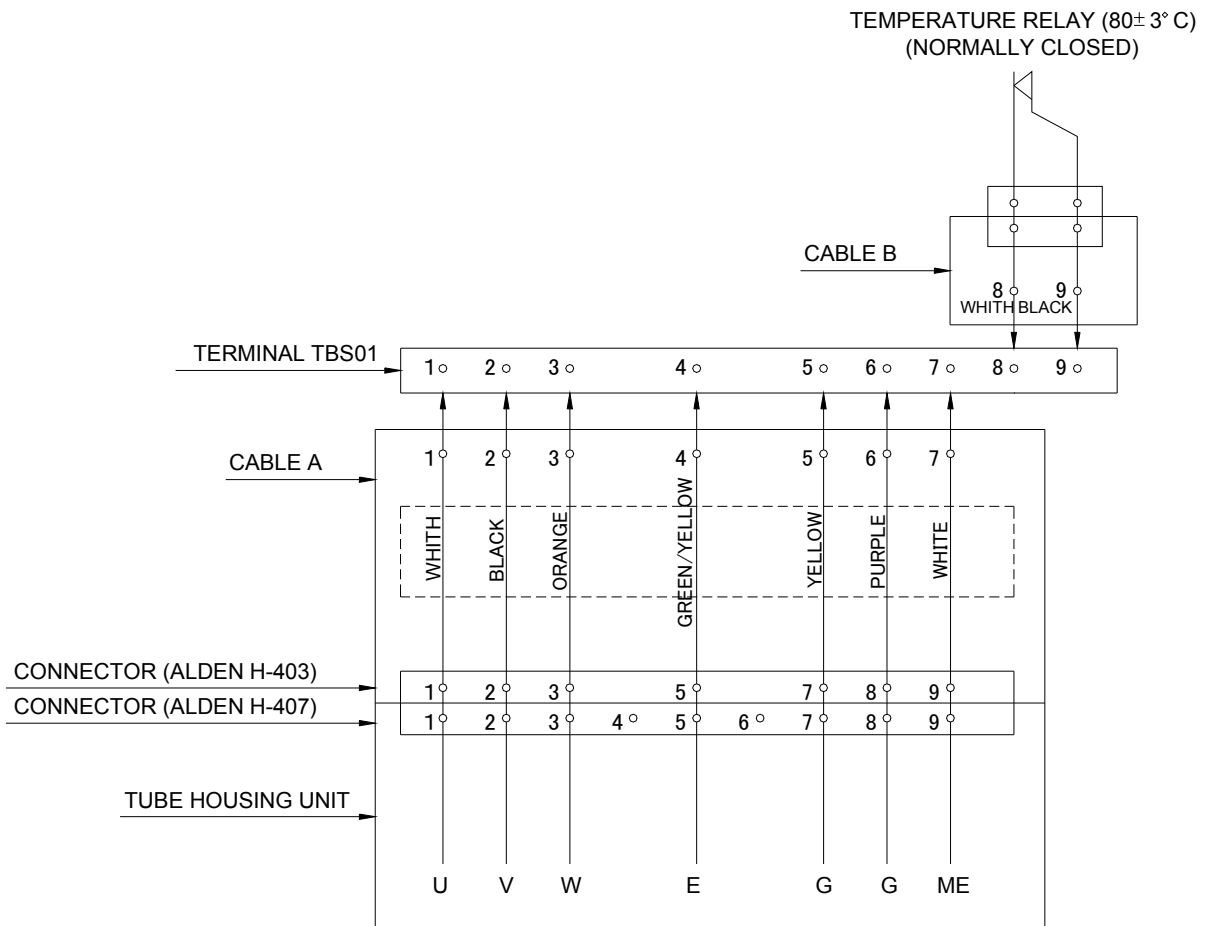 TEMPERATURE RELAY (80± 3° C)
(NORMALLY CLOSED)
CABLE B
8 9
WHITH BLACK
TERMINAL TBS01
1 2 3 4 5 6 7 8 9
CABLE A
1 2 3 4 5 6 7
WHITH
BLACK
ORANGE
GREEN/YELLOW
YELLOW
PURPLE
WHITE
CONNECTOR (ALDEN H-403)
1 2 3 5 7 8 9
CONNECTOR (ALDEN H-407)
1 2 3 4 5 6 7 8 9
TUBE HOUSING UNIT
U V W E G G ME